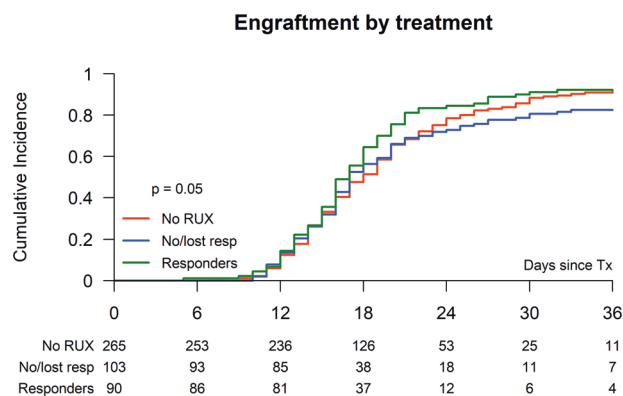 Engraftment by treatment
Cumulative Incidence
1
0.8
0.6
0.4
0.2
0
p = 0.05
No RUX
No/lost resp
Responders
Days since Tx
0 6 12 18 24 30 36
No RUX 265 253 236 126 53 25 11
No/lost resp 103 93 85 38 18 11 7
Responders 90 86 81 37 12 6 4